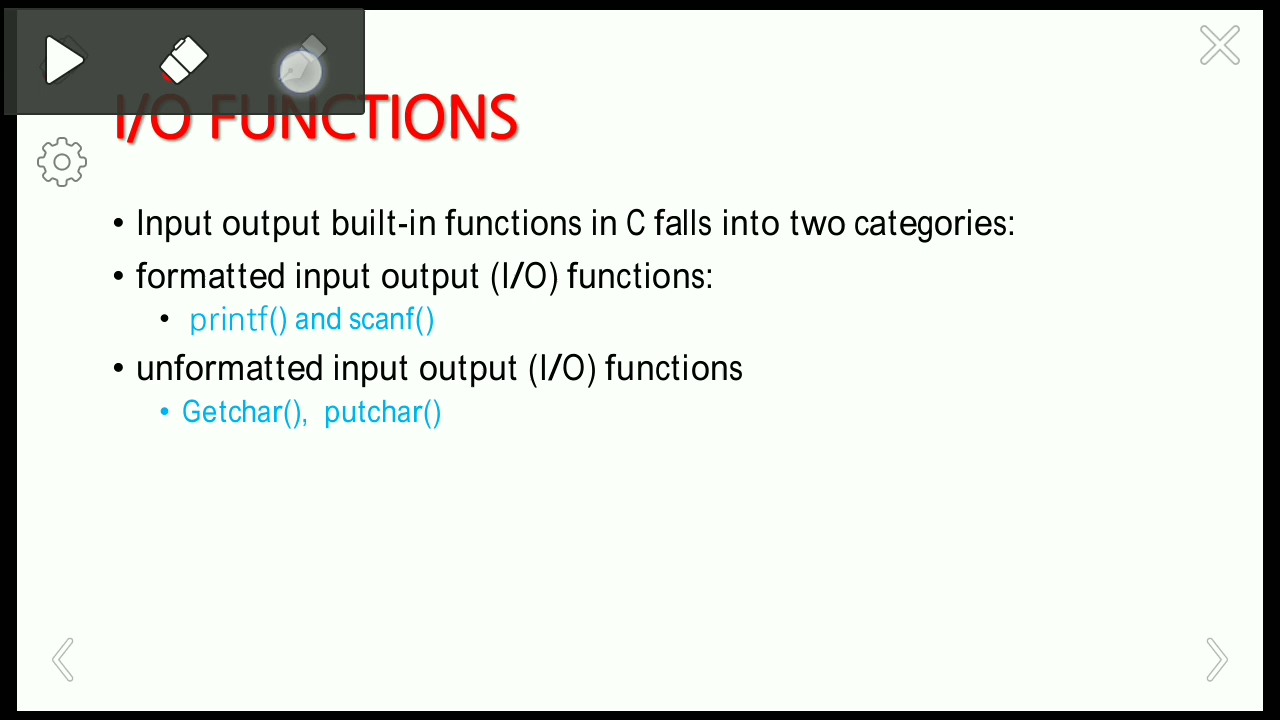 I/O FUNCTIONS
• Input output built-in functions in C falls into two categories:
• formatted input output (I/O) functions:
• printf() and scanf()
• unformatted input output (I/O) functions
• Getchar(), putchar()